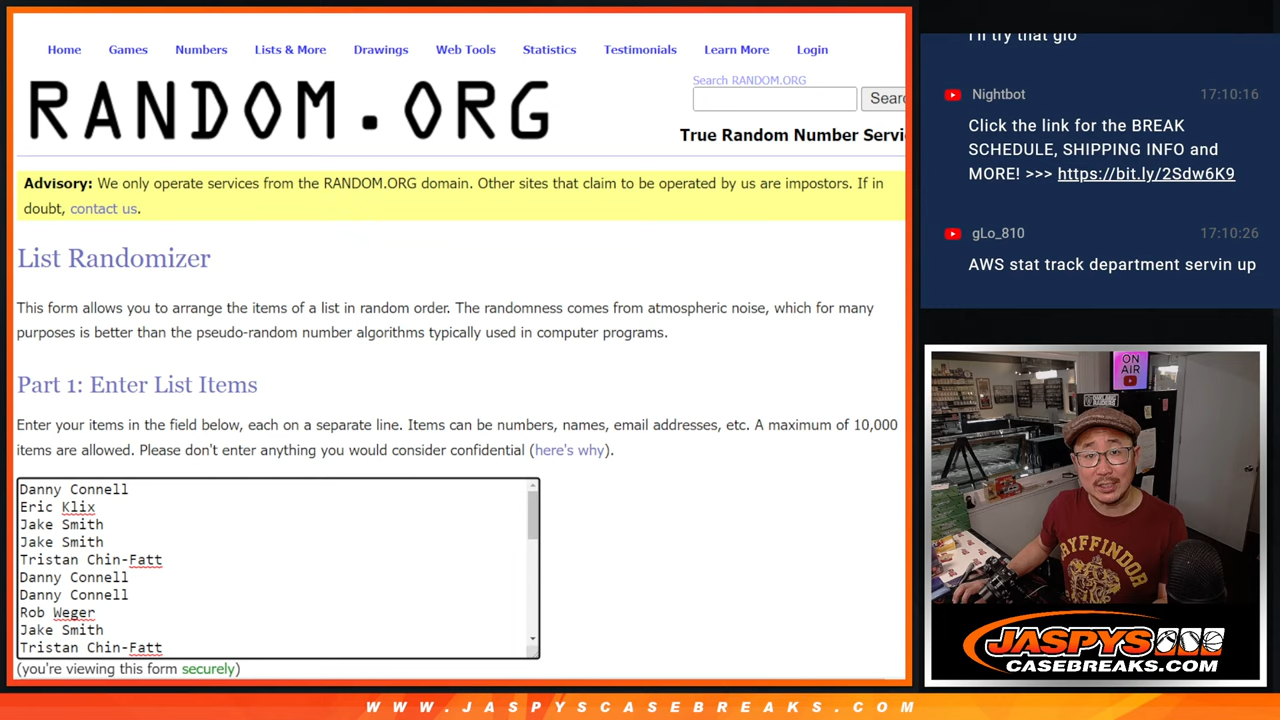 Home Games Numbers Lists & More Drawings Web Tools Statistics Testimonials Learn More Login
RANDOM.ORG
Search RANDOM.ORG
Sear
True Random Number Servi
Advisory: We only operate services from the RANDOM.ORG domain. Other sites that claim to be operated by us are impostors. If in
doubt, contact us.
List Randomizer
This form allows you to arrange the items of a list in random order. The randomness comes from atmospheric noise, which for many
purposes is better than the pseudo-random number algorithms typically used in computer programs.
Part 1: Enter List Items
Enter your items in the field below, each on a separate line. Items can be numbers, names, email addresses, etc. A maximum of 10,000
items are allowed. Please don't enter anything you would consider confidential (here's why).
Danny Connell
Eric Klix
Jake Smith
Jake Smith
Tristan Chin-Fatt
Danny Connell
Danny Connell
Rob Weger
Jake Smith
Tristan Chin-Fatt
(you're viewing this form securely)
I'll try that glo
Nightbot 17:10:16
Click the link for the BREAK
SCHEDULE, SHIPPING INFO and
MORE! >>> https://bit.ly/2Sdw6K9
gLo_810 17:10:26
AWS stat track department servin up
ON
AIR
GRYFFINDOR
JASPYS
CASEBREAKS.COM
WWW.JASPYSCASEBREAKS.COM